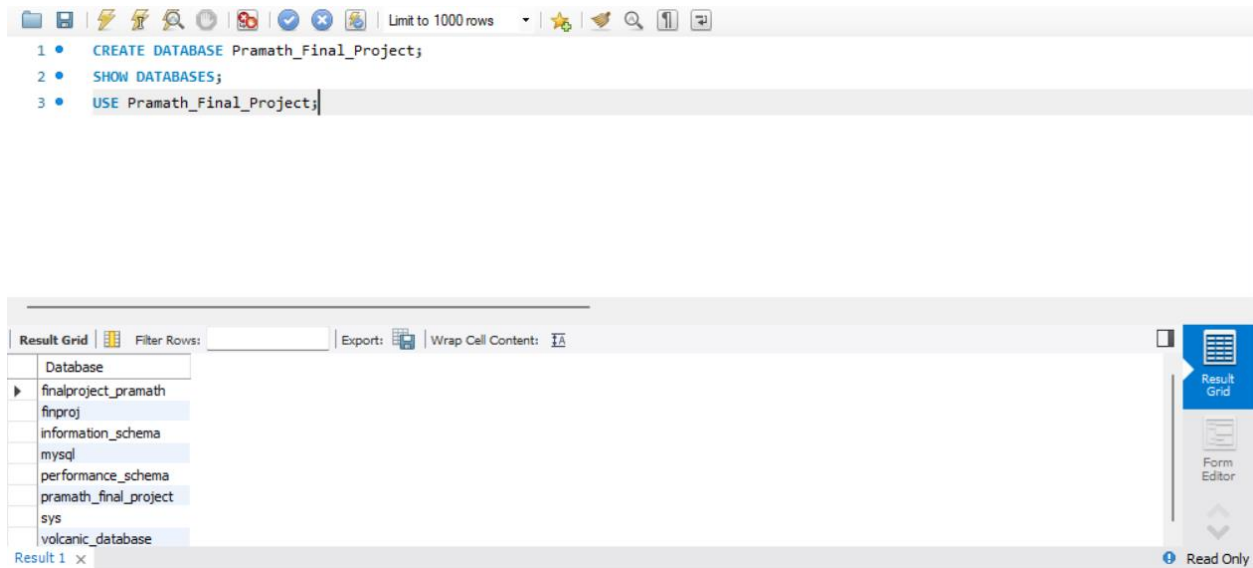 Limit to 1000 rows
1 CREATE DATABASE Pramath_Final_Project;
2 SHOW DATABASES;
3 USE Pramath_Final_Project;
Result Grid Filter Rows: Export: Wrap Cell Content: IA
Database
finalproject_pramath
finproj
information_schema
mysql
performance_schema
pramath_final_project
sys
volcanic_database
Result
Grid
Form
Editor
Result 1 Read Only